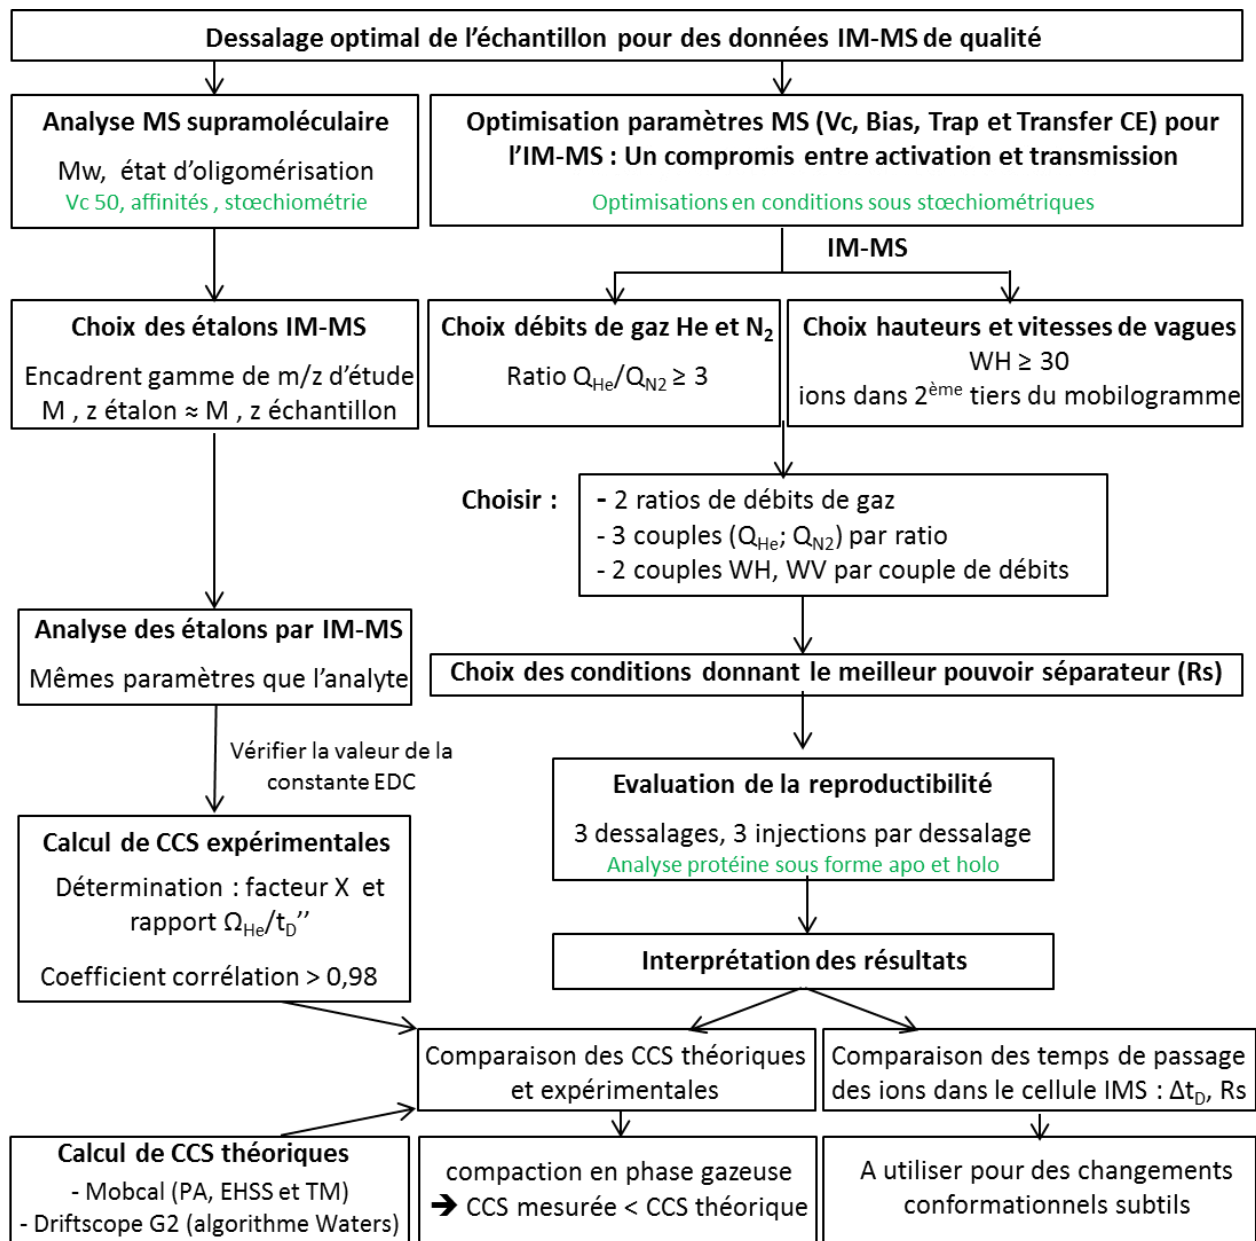 Dessalage optimal de l'échantillon pour des données IM-MS de qualité
Analyse MS supramoléculaire
Mw, état d'oligomérisation
Vc 50, affinités , stœchiométrie
Optimisation paramètres MS (Vc, Bias, Trap et Transfer CE) pour
l'IM-MS : Un compromis entre activation et transmission
Optimisations en conditions sous stœchiométriques
IM-MS
Choix des étalons IM-MS
Encadrent gamme de m/z d'étude
M , z étalon ≈ M , z échantillon
Choix débits de gaz He et N₂
Ratio Q_He/Q_N2 ≥ 3
Choix hauteurs et vitesses de vagues
WH ≥ 30
ions dans 2ème tiers du mobilogramme
Choisir :
- 2 ratios de débits de gaz
- 3 couples (Q_He; Q_N2) par ratio
- 2 couples WH, WV par couple de débits
Analyse des étalons par IM-MS
Mêmes paramètres que l'analyte
Choix des conditions donnant le meilleur pouvoir séparateur (Rs)
Vérifier la valeur de la
constante EDC
Evaluation de la reproductibilité
3 dessalages, 3 injections par dessalage
Analyse protéine sous forme apo et holo
Calcul de CCS expérimentales
Détermination : facteur X et
rapport Ω_He/t_D''
Coefficient corrélation > 0,98
Interprétation des résultats
Comparaison des CCS théoriques
et expérimentales
Comparaison des temps de passage
des ions dans le cellule IMS : Δt_D, Rs
Calcul de CCS théoriques
- Mobcal (PA, EHSS et TM)
- Driftscope G2 (algorithme Waters)
compaction en phase gazeuse
➔ CCS mesurée < CCS théorique
A utiliser pour des changements
conformationnels subtils